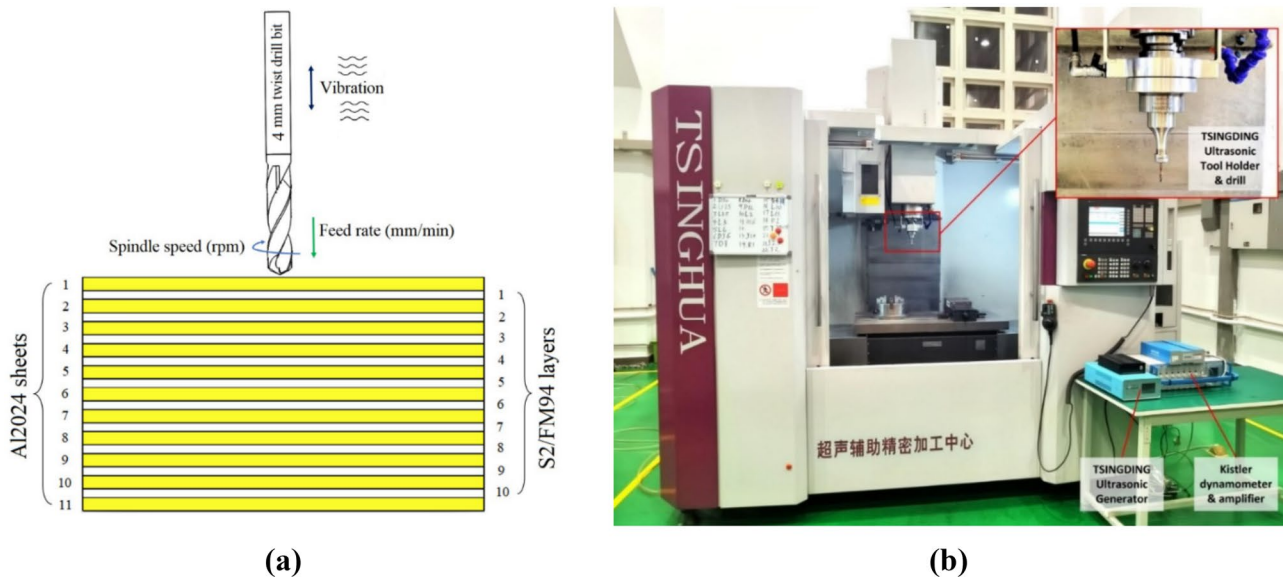 4 mm twist drill bit
Vibration
Spindle speed (rpm)
Feed rate (mm/min)
Al2024 sheets
1
2
3
4
5
6
7
8
9
10
11
1
2
3
4
5
6
7
8
9
10
S2/FM94 layers
(a)
TSINGHUA
超声辅助精密加工中心
TSINGDING
Ultrasonic
Tool Holder
& drill
TSINGDING
Ultrasonic
Generator
Kistler
dynamometer
& amplifier
(b)